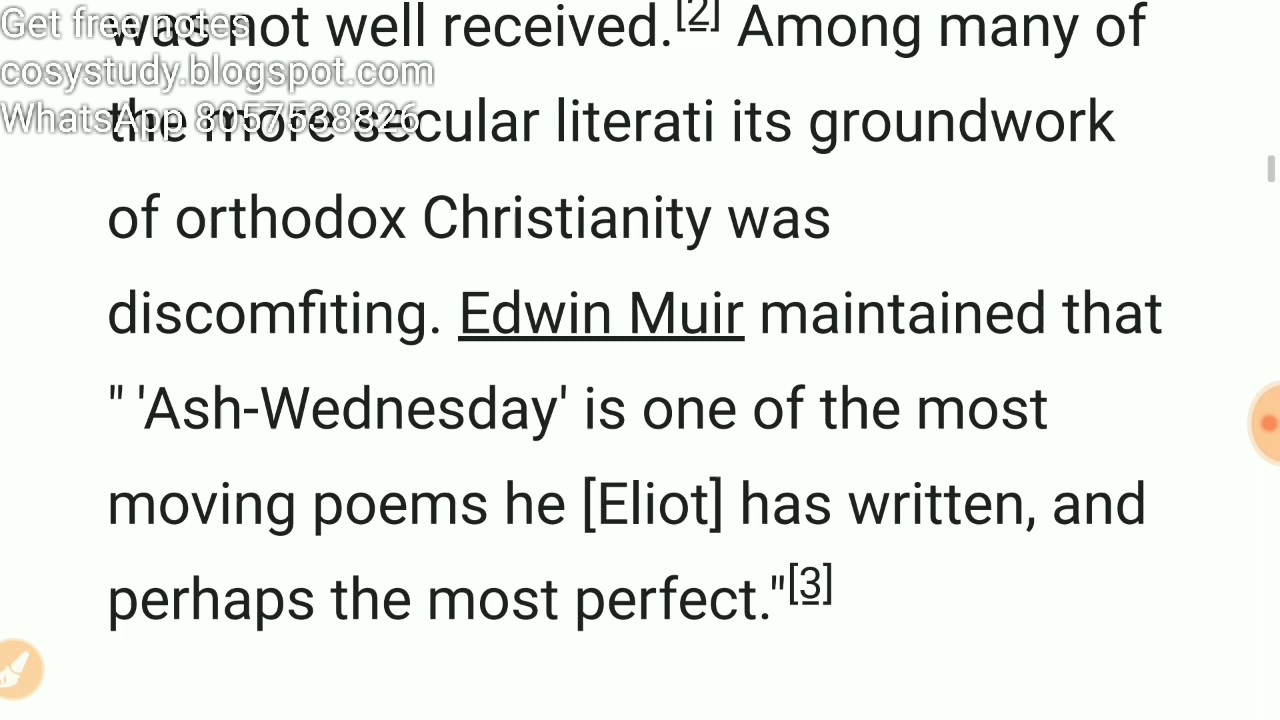 Get free notes
cosystudy.blogspot.com
WhatsApp 8057538826
was not well received.[2] Among many of
the more secular literati its groundwork
of orthodox Christianity was
discomfiting. Edwin Muir maintained that
" 'Ash-Wednesday' is one of the most
moving poems he [Eliot] has written, and
perhaps the most perfect."[3]